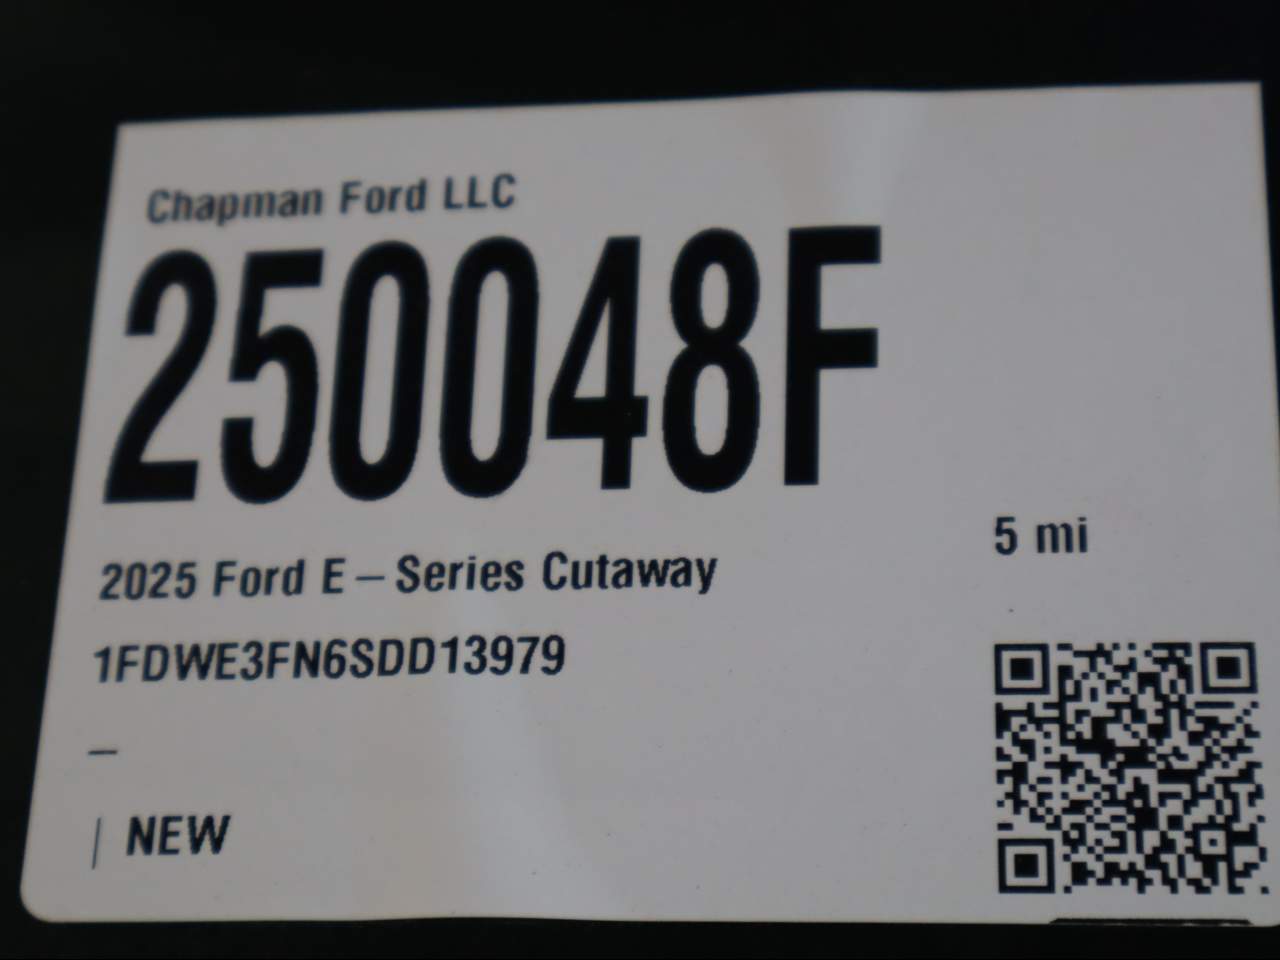 Chapman Ford LLC
250048F
5 mi
2025 Ford E – Series Cutaway
1FDWE3FN6SDD13979
–
| NEW